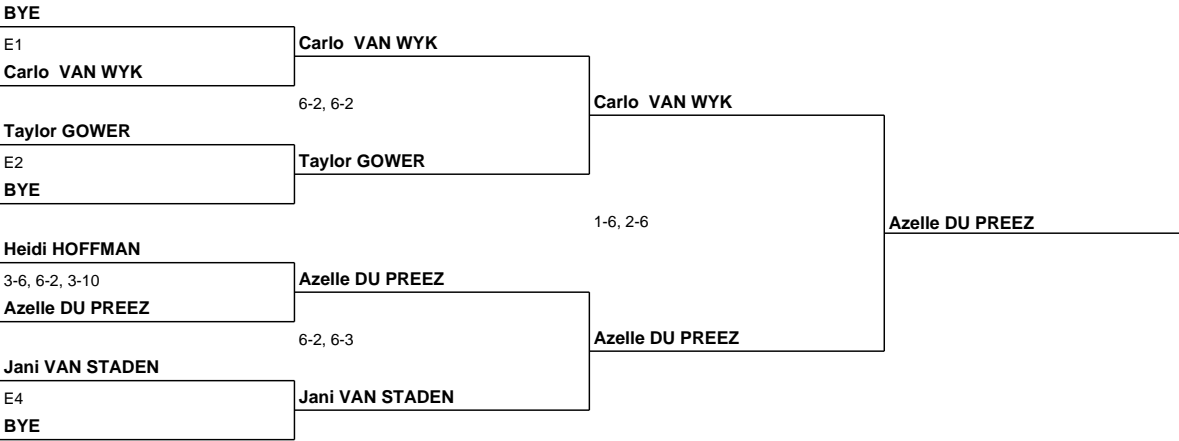 BYE
E1
Carlo  VAN WYK
Carlo  VAN WYK
6-2, 6-2
Carlo  VAN WYK
Taylor GOWER
E2
Taylor GOWER
BYE
1-6, 2-6
Azelle DU PREEZ
Heidi HOFFMAN
3-6, 6-2, 3-10
Azelle DU PREEZ
Azelle DU PREEZ
6-2, 6-3
Azelle DU PREEZ
Jani VAN STADEN
E4
Jani VAN STADEN
BYE